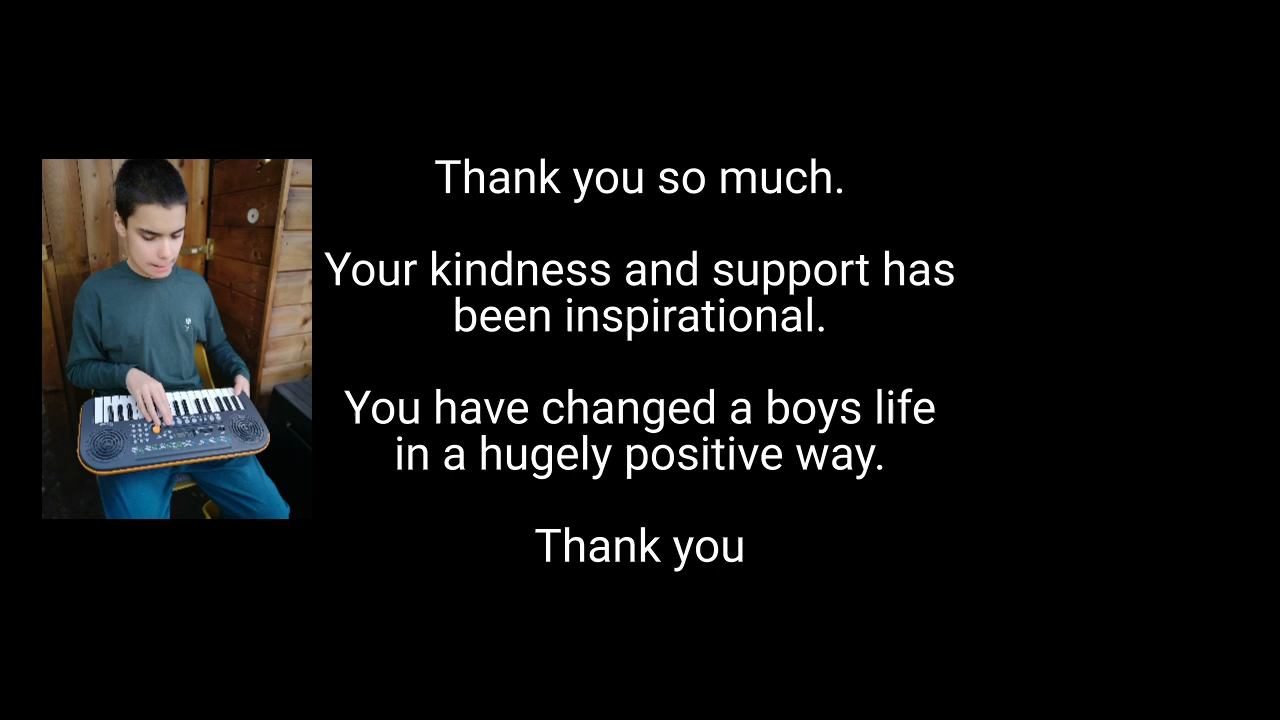 Thank you so much.
Your kindness and support has
been inspirational.
You have changed a boys life
in a hugely positive way.
Thank you